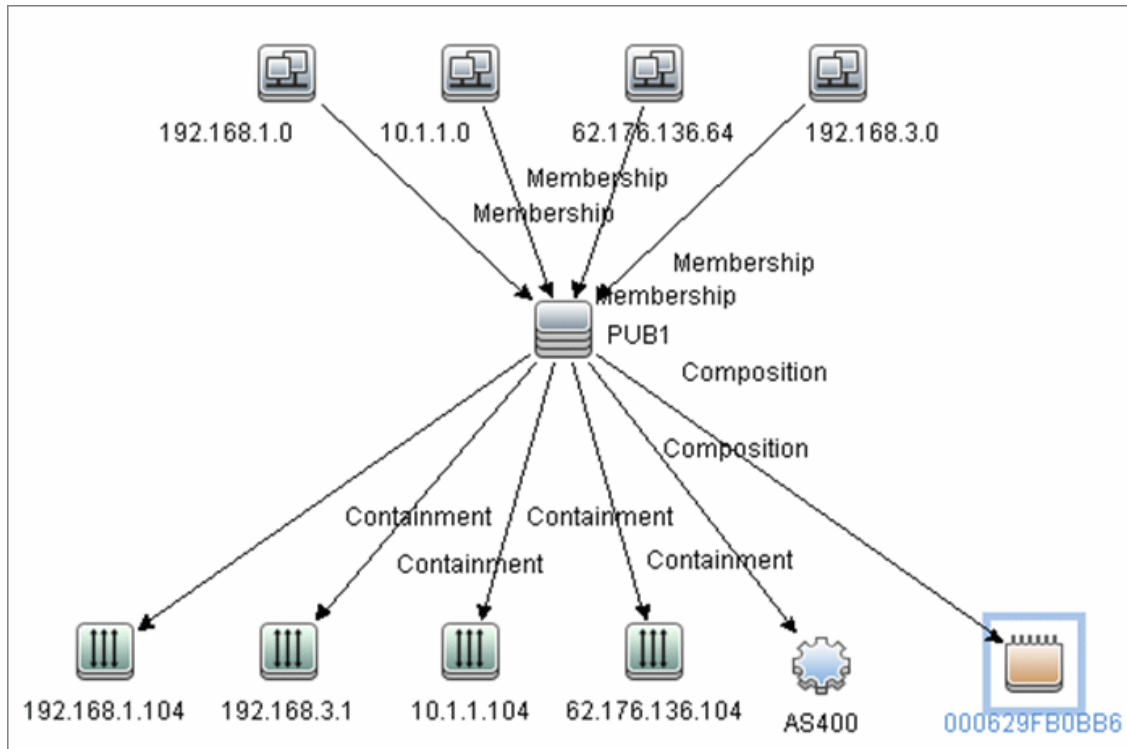 192.168.1.0
10.1.1.0
62.176.136.64
192.168.3.0
Membership
Membership
Membership
Membership
PUB1
Composition
Composition
Containment
Containment
Containment
Containment
192.168.1.104
192.168.3.1
10.1.1.104
62.176.136.104
AS400
000629FB0BB6